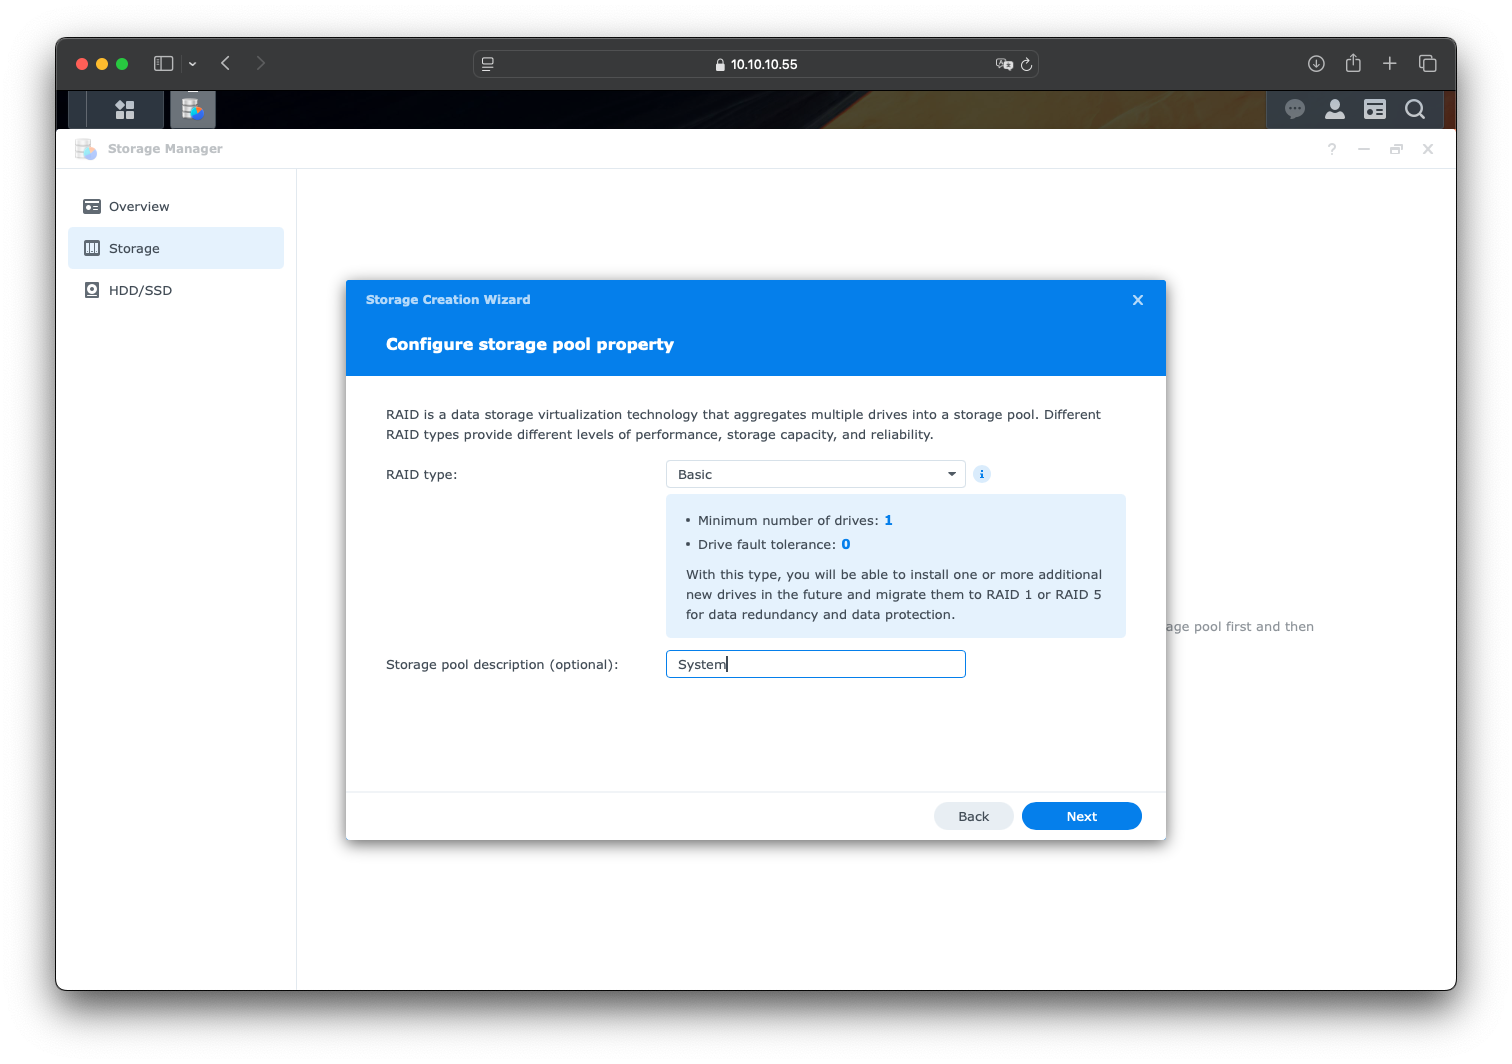 10.10.10.55
Storage Manager
Overview
Storage
HDD/SSD
Storage Creation Wizard
Configure storage pool property
RAID is a data storage virtualization technology that aggregates multiple drives into a storage pool. Different
RAID types provide different levels of performance, storage capacity, and reliability.
RAID type:
Basic
• Minimum number of drives: 1
• Drive fault tolerance: 0
With this type, you will be able to install one or more additional
new drives in the future and migrate them to RAID 1 or RAID 5
for data redundancy and data protection.
age pool first and then
Storage pool description (optional):
System
Back
Next